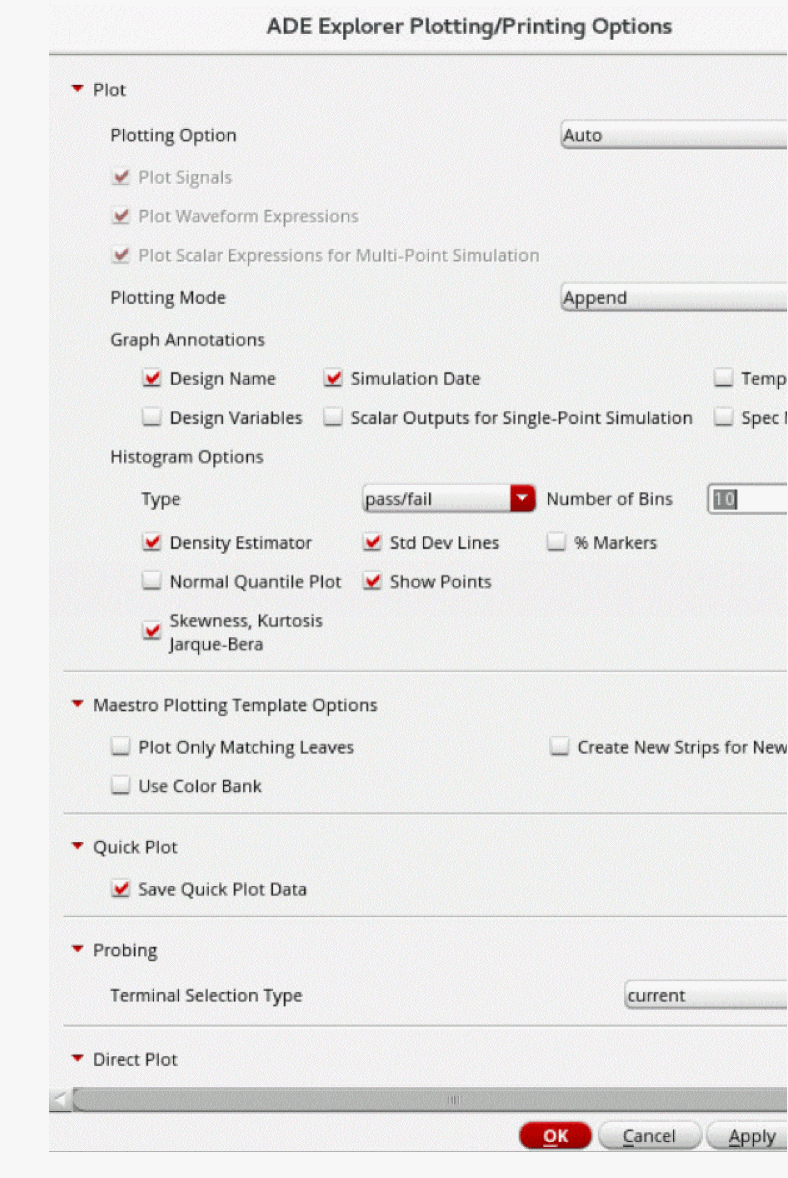 ADE Explorer Plotting/Printing Options
Plot
Plotting Option Auto
Plot Signals
Plot Waveform Expressions
Plot Scalar Expressions for Multi-Point Simulation
Plotting Mode Append
Graph Annotations
Design Name Simulation Date Temp
Design Variables Scalar Outputs for Single-Point Simulation Spec
Histogram Options
Type pass/fail Number of Bins 10
Density Estimator Std Dev Lines % Markers
Normal Quantile Plot Show Points
Skewness, Kurtosis
Jarque-Bera
Maestro Plotting Template Options
Plot Only Matching Leaves Create New Strips for New
Use Color Bank
Quick Plot
Save Quick Plot Data
Probing
Terminal Selection Type current
Direct Plot
OK Cancel Apply